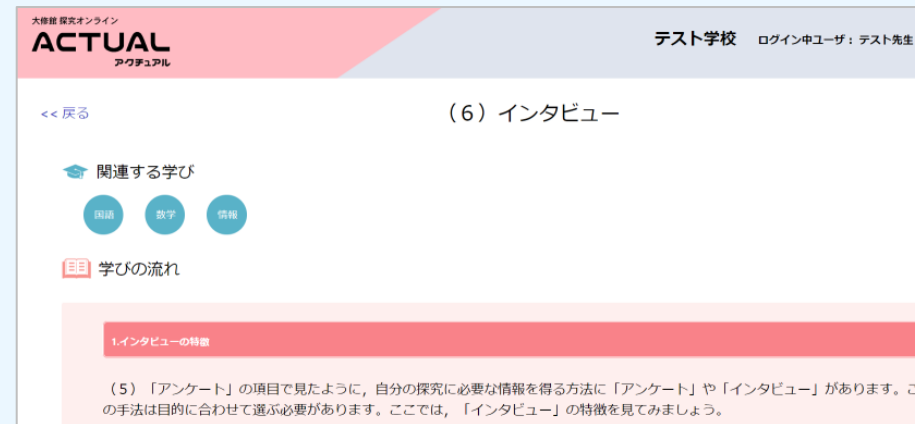 大修館 探究オンライン
ACTUAL
アクチュアル
テスト学校 ログイン中ユーザ： テスト先生
<< 戻る
（６）インタビュー
関連する学び
国語 数学 情報
学びの流れ
1.インタビューの特徴
（５）「アンケート」の項目で見たように，自分の探究に必要な情報を得る方法に「アンケート」や「インタビュー」があります。こ
の手法は目的に合わせて選ぶ必要があります。ここでは，「インタビュー」の特徴を見てみましょう。